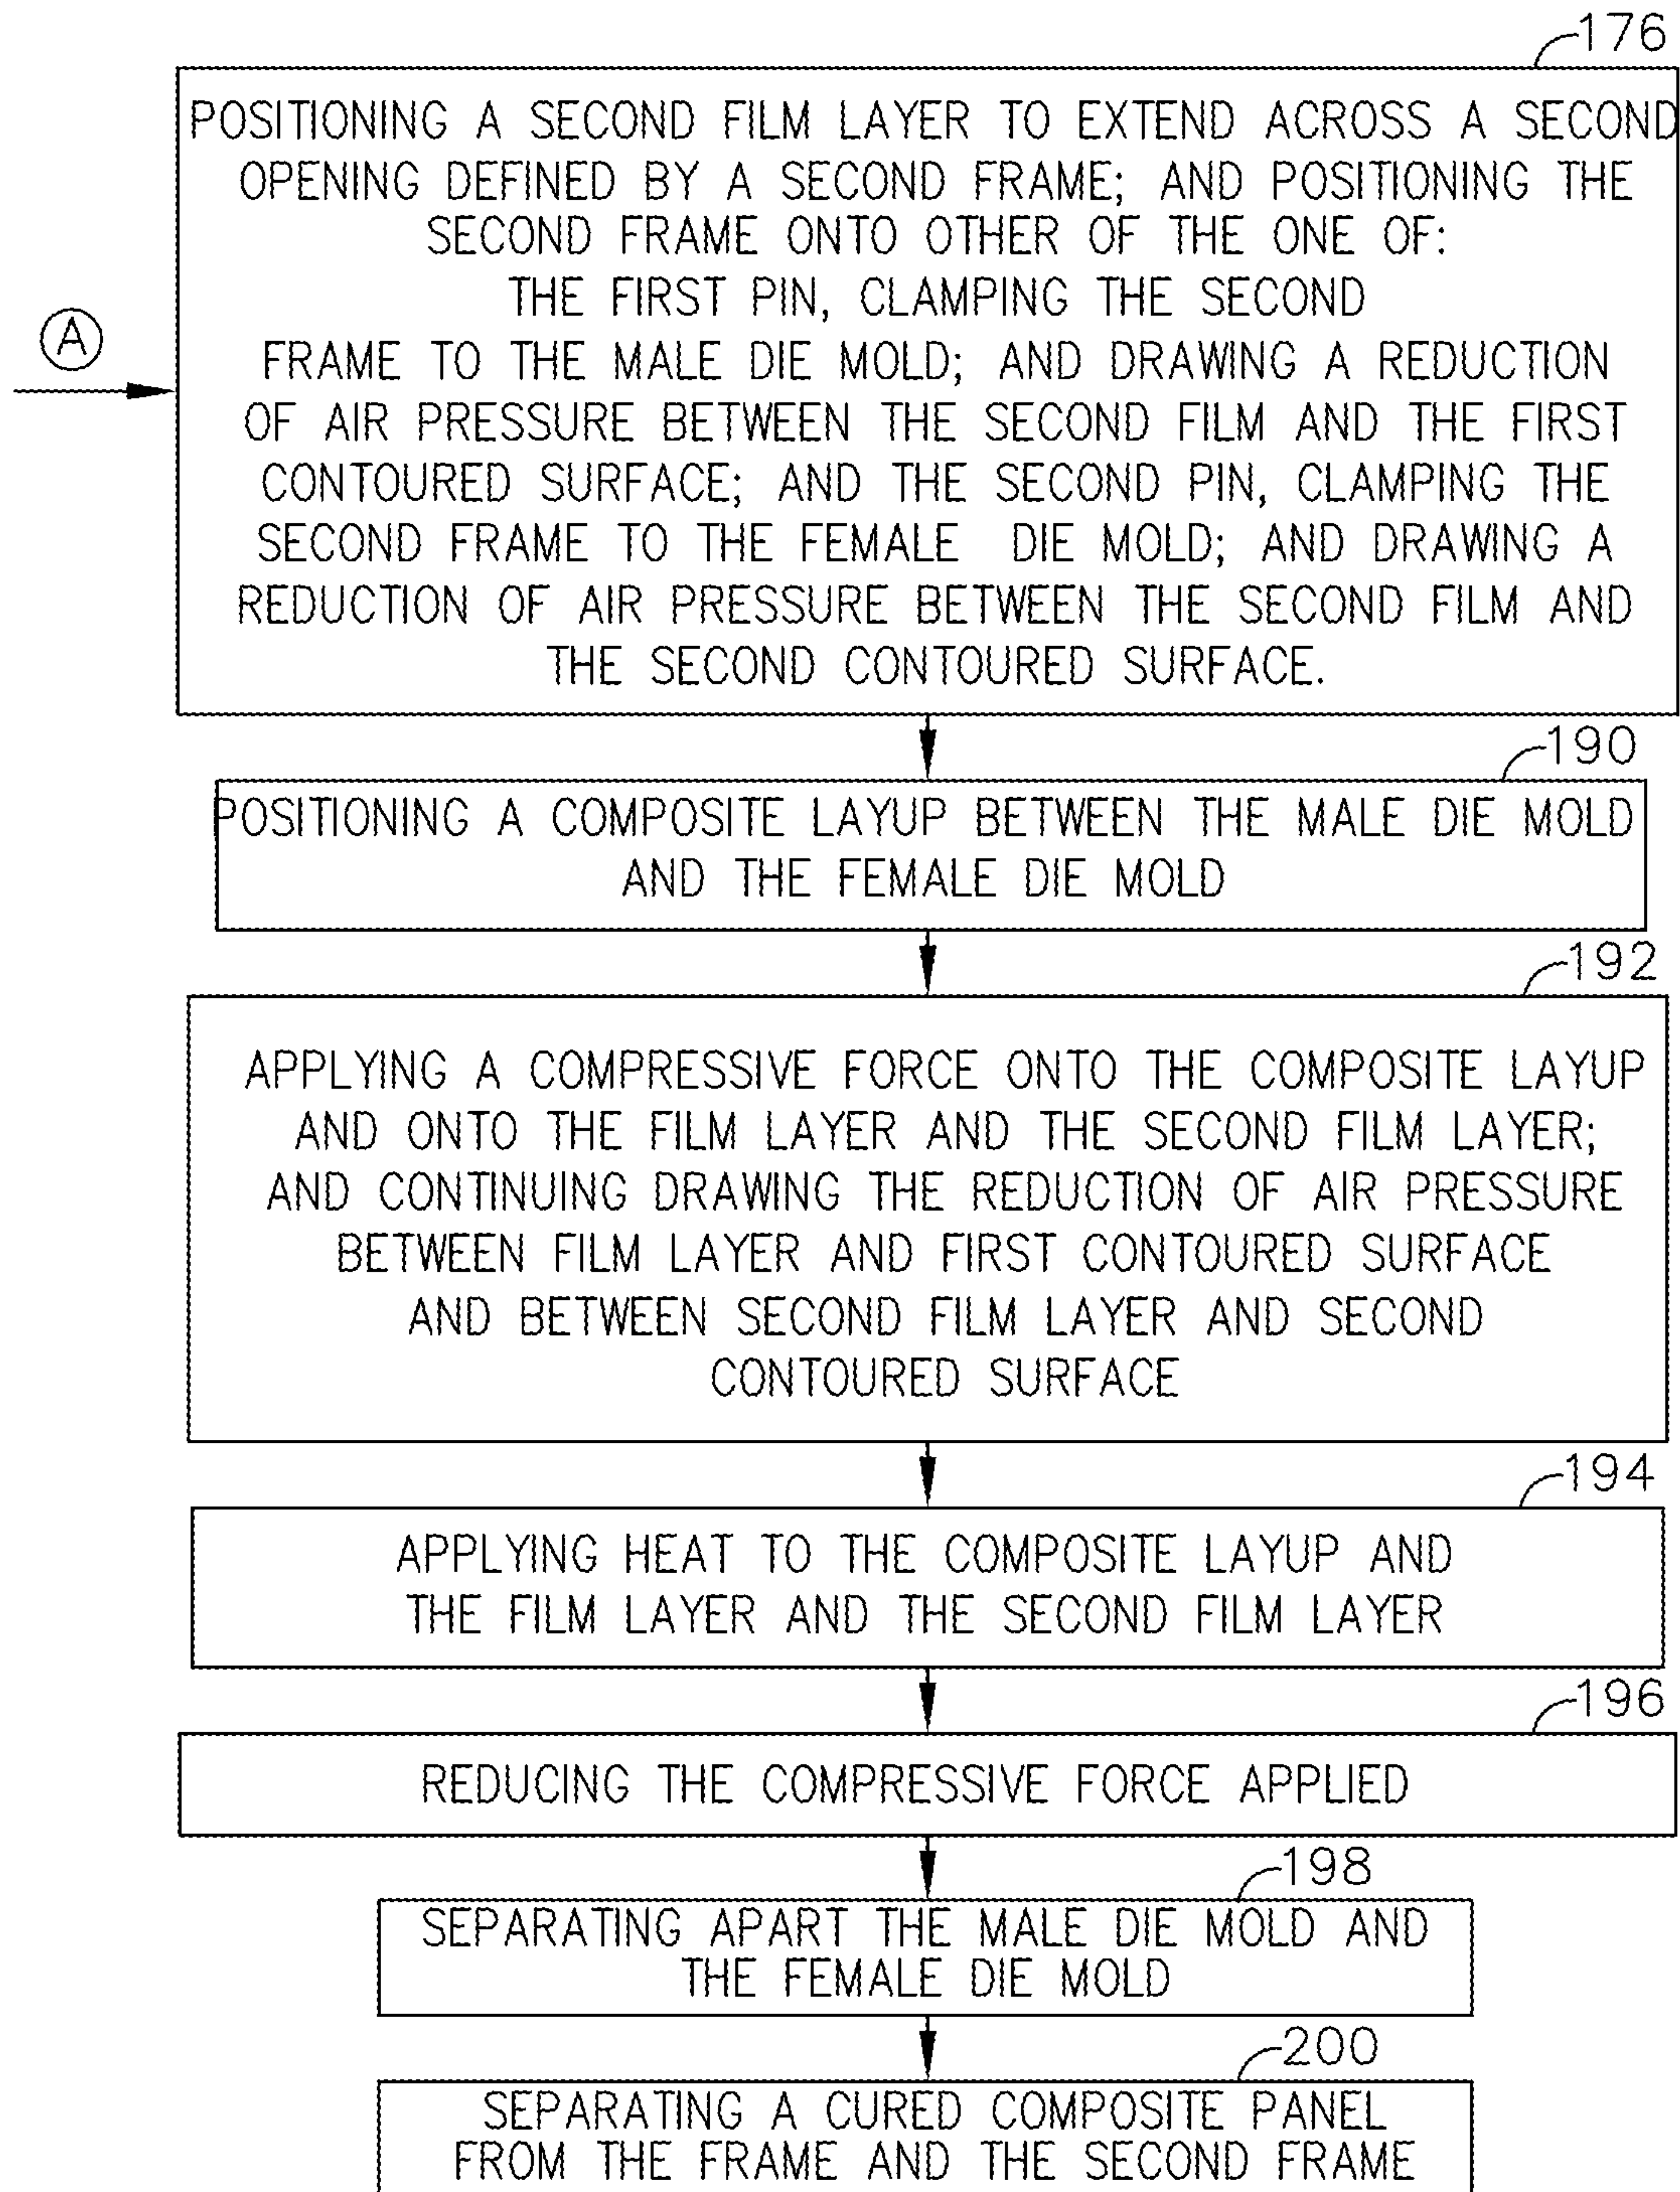 176
POSITIONING A SECOND FILM LAYER TO EXTEND ACROSS A SECOND
OPENING DEFINED BY A SECOND FRAME; AND POSITIONING THE
SECOND FRAME ONTO OTHER OF THE ONE OF:
THE FIRST PIN, CLAMPING THE SECOND
A
FRAME TO THE MALE DIE MOLD; AND DRAWING A REDUCTION
OF AIR PRESSURE BETWEEN THE SECOND FILM AND THE FIRST
CONTOURED SURFACE; AND THE SECOND PIN, CLAMPING THE
SECOND FRAME TO THE FEMALE DIE MOLD; AND DRAWING A
REDUCTION OF AIR PRESSURE BETWEEN THE SECOND FILM AND
THE SECOND CONTOURED SURFACE.
190
POSITIONING A COMPOSITE LAYUP BETWEEN THE MALE DIE MOLD
AND THE FEMALE DIE MOLD
192
APPLYING A COMPRESSIVE FORCE ONTO THE COMPOSITE LAYUP
AND ONTO THE FILM LAYER AND THE SECOND FILM LAYER;
AND CONTINUING DRAWING THE REDUCTION OF AIR PRESSURE
BETWEEN FILM LAYER AND FIRST CONTOURED SURFACE
AND BETWEEN SECOND FILM LAYER AND SECOND
CONTOURED SURFACE
194
APPLYING HEAT TO THE COMPOSITE LAYUP AND
THE FILM LAYER AND THE SECOND FILM LAYER
196
REDUCING THE COMPRESSIVE FORCE APPLIED
198
SEPARATING APART THE MALE DIE MOLD AND
THE FEMALE DIE MOLD
200
SEPARATING A CURED COMPOSITE PANEL
FROM THE FRAME AND THE SECOND FRAME